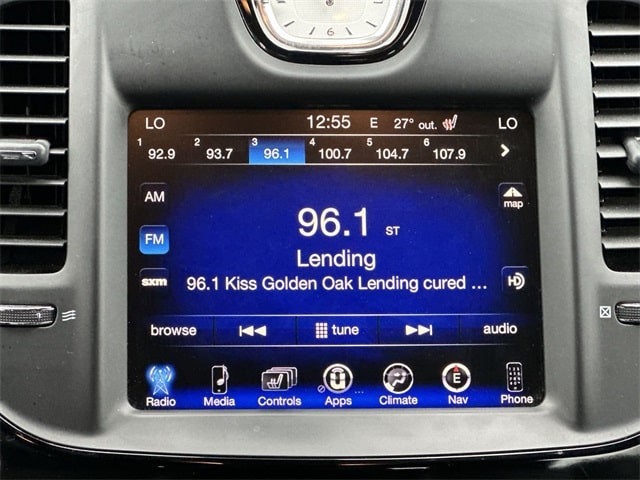 6
LO 12:55 E 27° out. LO
1 92.9 2 93.7 3 96.1 4 100.7 5 104.7 6 107.9
AM
map
96.1 ST
FM
Lending
sxm 96.1 Kiss Golden Oak Lending cured ... HD
browse tune audio
Radio Media Controls Apps Climate Nav Phone